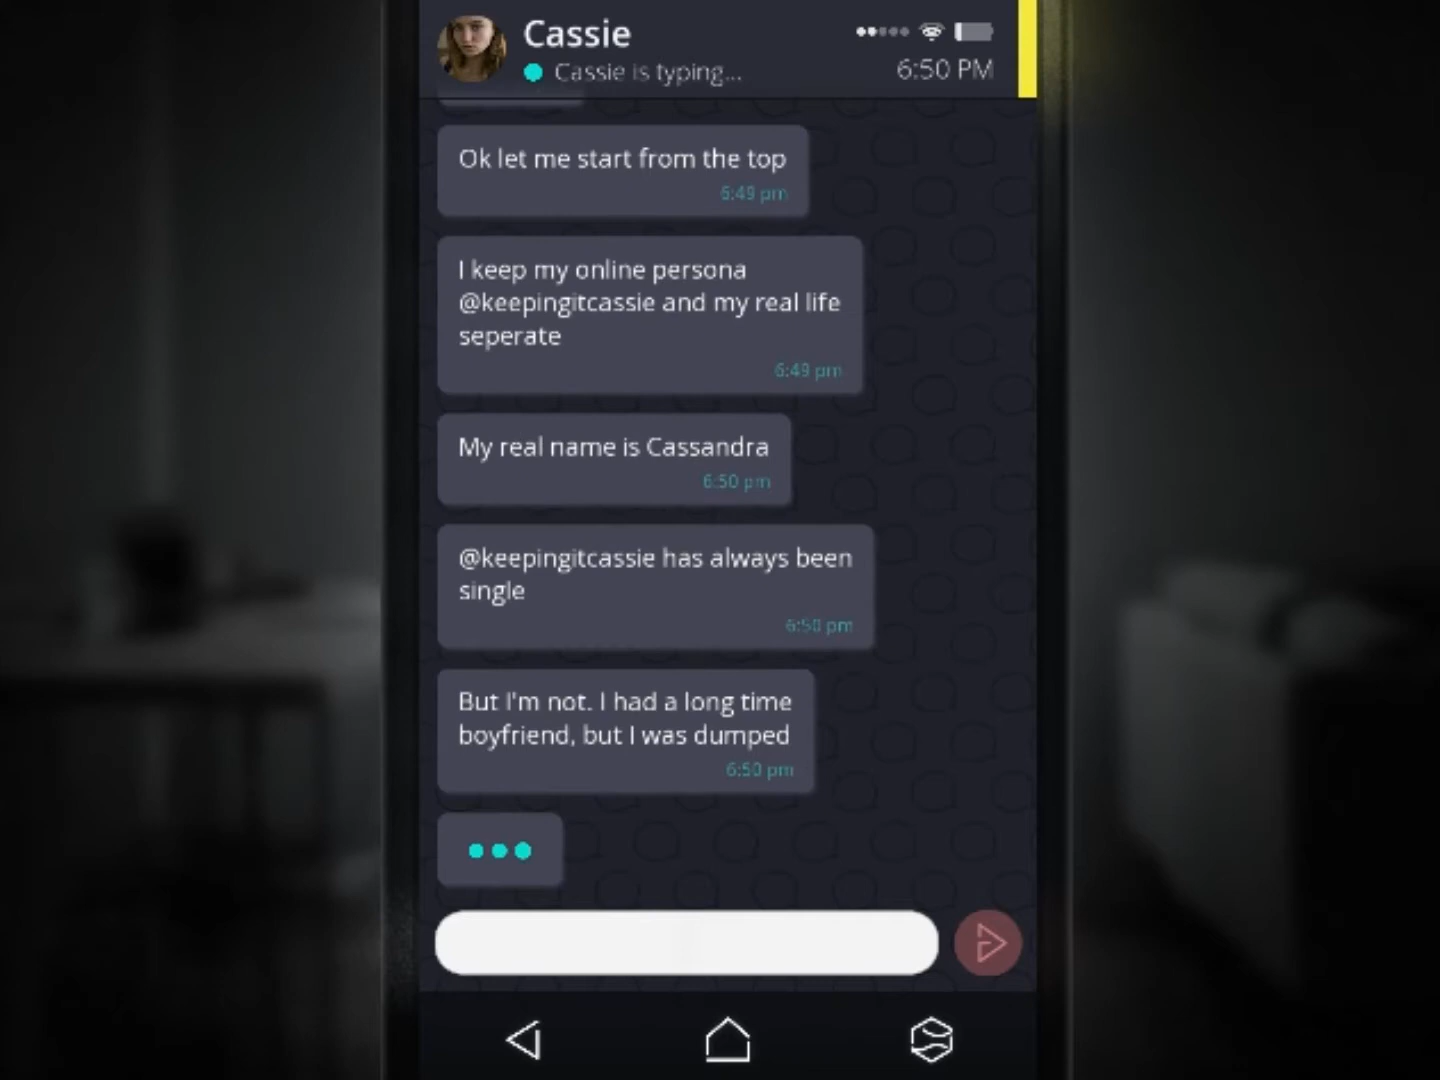 Cassie
Cassie is typing...
6:50 PM
Ok let me start from the top
6:49 pm
I keep my online persona
@keepingitcassie and my real life
seperate
6:49 pm
My real name is Cassandra
6:50 pm
@keepingitcassie has always been
single
6:50 pm
But I'm not. I had a long time
boyfriend, but I was dumped
6:50 pm